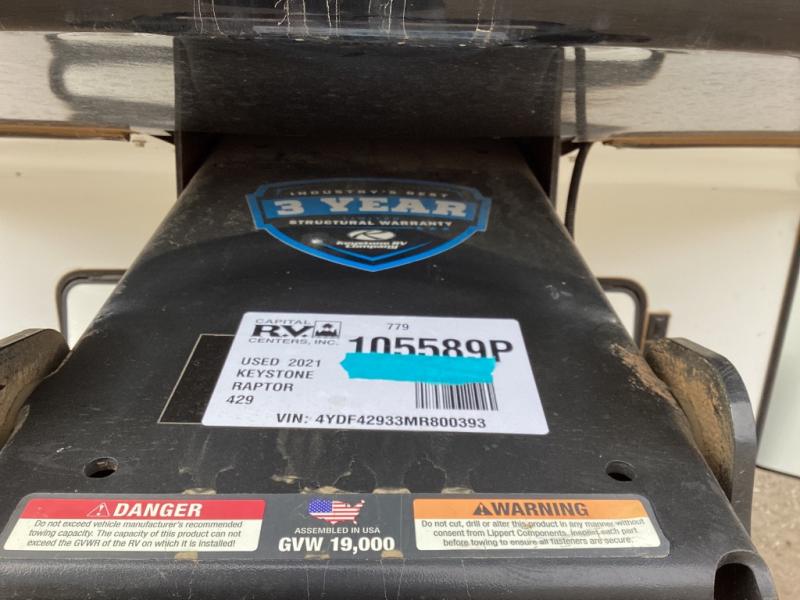 INDUSTRY'S BEST
3 YEAR
STRUCTURAL WARRANTY
Keystone RV
Company
CAPITAL
R.V.
CENTERS, INC.
779
105589P
USED 2021
KEYSTONE
RAPTOR
429
VIN: 4YDF42933MR800393
DANGER
Do not exceed vehicle manufacturer's recommended
towing capacity. The capacity of this product can not
exceed the GVWR of the RV on which it is installed!
ASSEMBLED IN USA
GVW 19,000
WARNING
Do not cut, drill or alter this product in any manner without
consent from Lippert Components. Inspect each part
before towing to ensure all fasteners are secure.